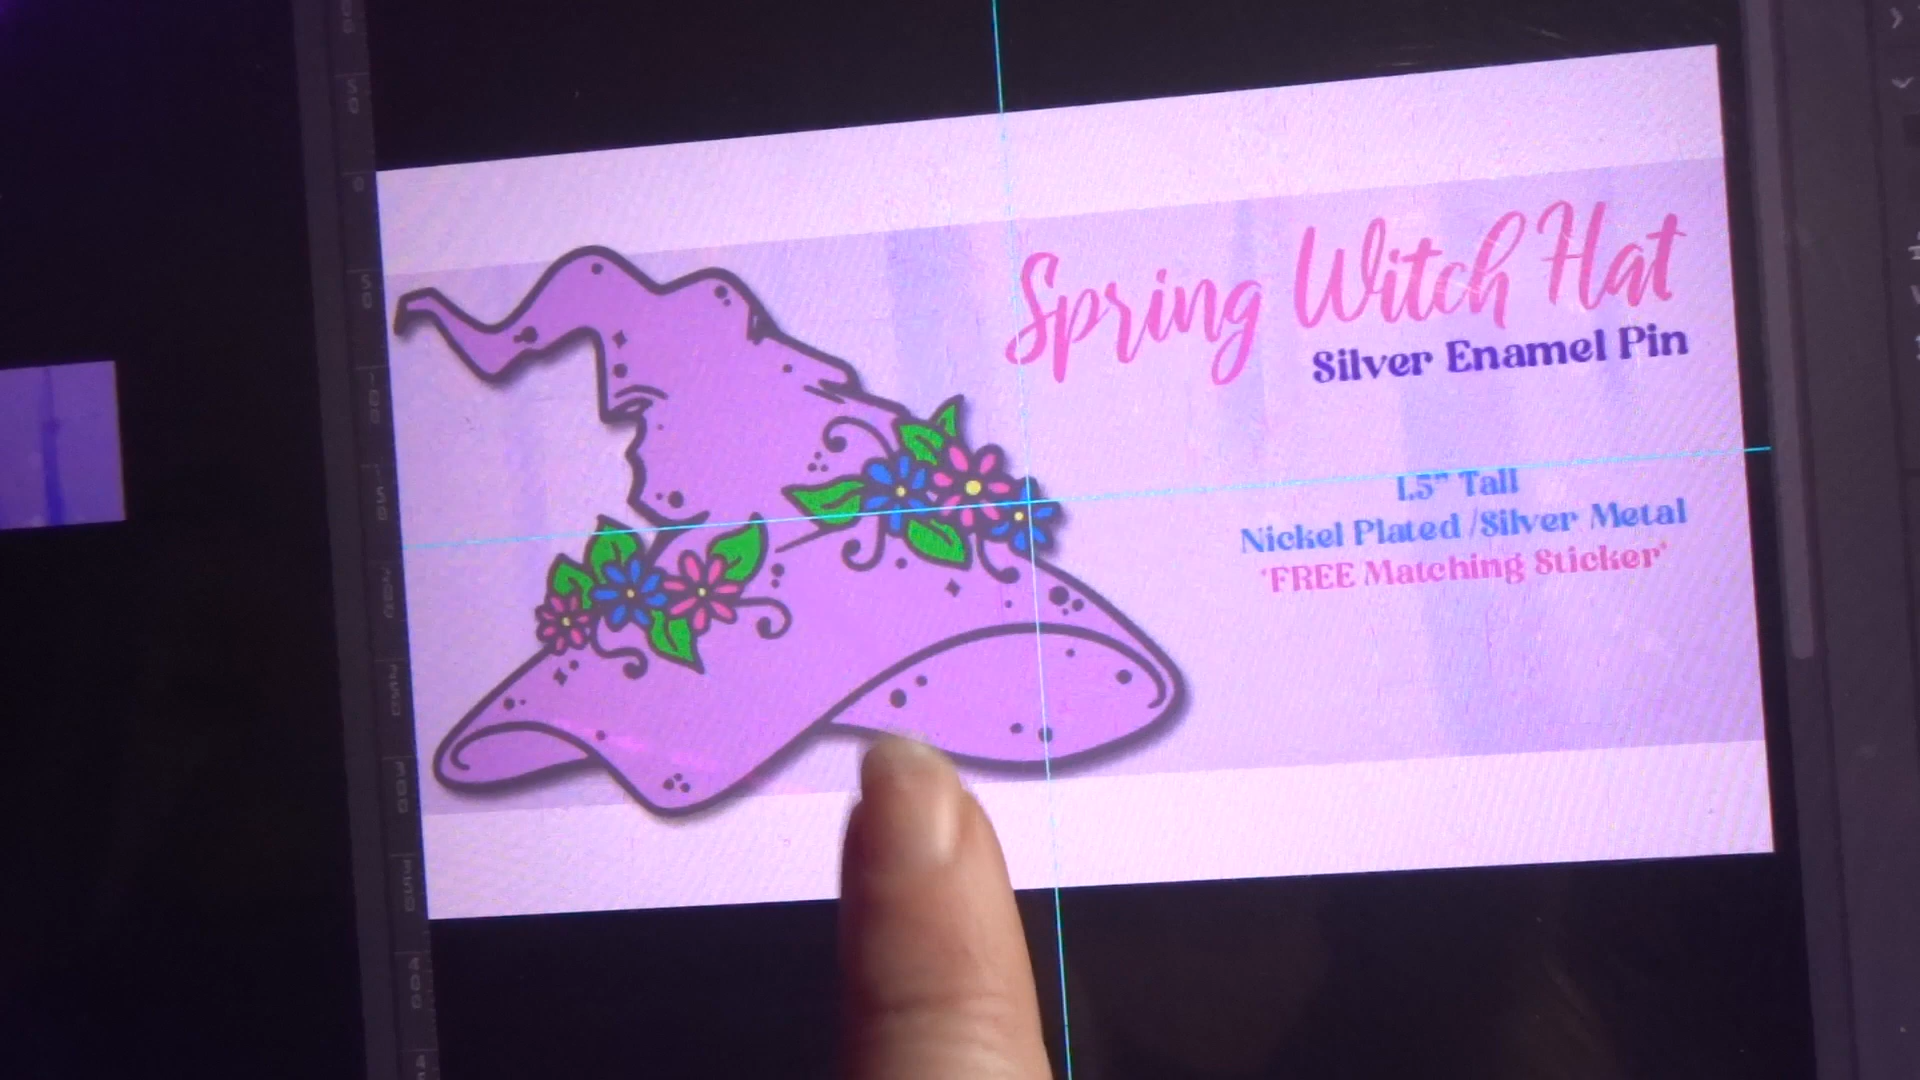 Spring Witch Hat
Silver Enamel Pin
1.5" Tall
Nickel Plated /Silver Metal
*FREE Matching Sticker*